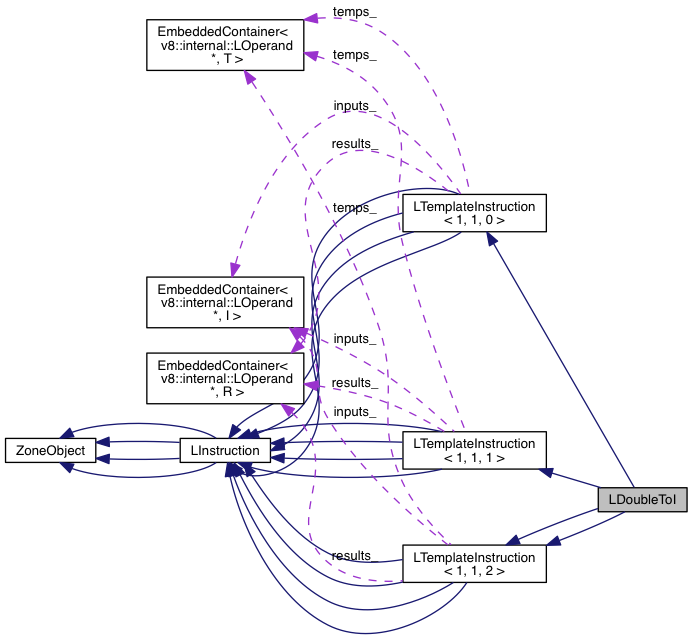 temps_
EmbeddedContainer<
v8::internal::LOperand
*, T >
temps_
inputs_
results_
temps_
LTemplateInstruction
< 1, 1, 0 >
EmbeddedContainer<
v8::internal::LOperand
*, I >
inputs_
EmbeddedContainer<
v8::internal::LOperand
*, R >
results_
inputs_
ZoneObject
LInstruction
LTemplateInstruction
< 1, 1, 1 >
LDoubleToI
results_
LTemplateInstruction
< 1, 1, 2 >